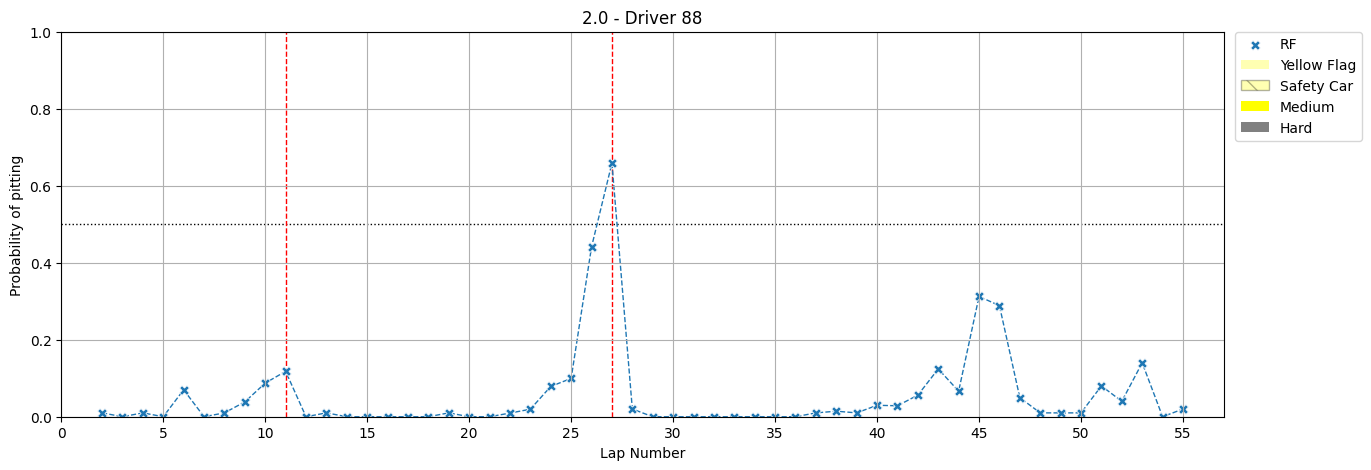 2.0 - Driver 88
1.0
0.8
0.6
0.4
0.2
0.0
Probability of pitting
0 5 10 15 20 25 30 35 40 45 50 55
Lap Number
RF
Yellow Flag
Safety Car
Medium
Hard